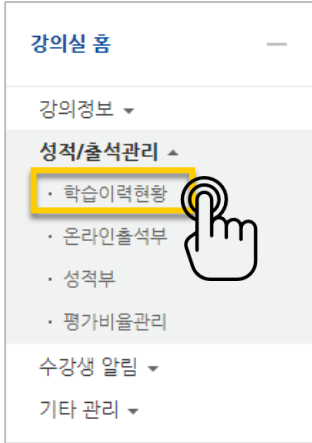 강의실 홈
강의정보
성적/출석관리
· 학습이력현황
· 온라인출석부
· 성적부
· 평가비율관리
수강생 알림
기타 관리